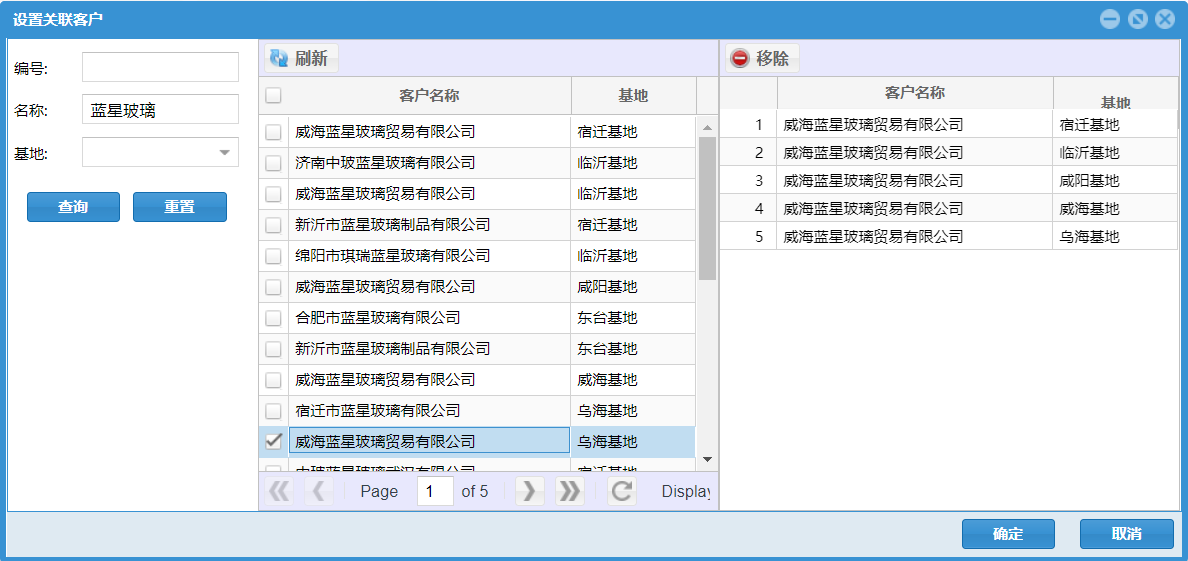 设置关联客户
编号:
名称: 蓝星玻璃
基地:
查询 重置
刷新
客户名称 基地
威海蓝星玻璃贸易有限公司 宿迁基地
济南中玻蓝星玻璃有限公司 临沂基地
威海蓝星玻璃贸易有限公司 临沂基地
新沂市蓝星玻璃制品有限公司 宿迁基地
绵阳市琪瑞蓝星玻璃有限公司 临沂基地
威海蓝星玻璃贸易有限公司 咸阳基地
合肥市蓝星玻璃有限公司 东台基地
新沂市蓝星玻璃制品有限公司 东台基地
威海蓝星玻璃贸易有限公司 威海基地
宿迁市蓝星玻璃有限公司 乌海基地
威海蓝星玻璃贸易有限公司 乌海基地
中玻蓝星玻璃武汉有限公司 宿迁基地
Page 1 of 5 Display
移除
客户名称 基地
1 威海蓝星玻璃贸易有限公司 宿迁基地
2 威海蓝星玻璃贸易有限公司 临沂基地
3 威海蓝星玻璃贸易有限公司 咸阳基地
4 威海蓝星玻璃贸易有限公司 威海基地
5 威海蓝星玻璃贸易有限公司 乌海基地
确定 取消